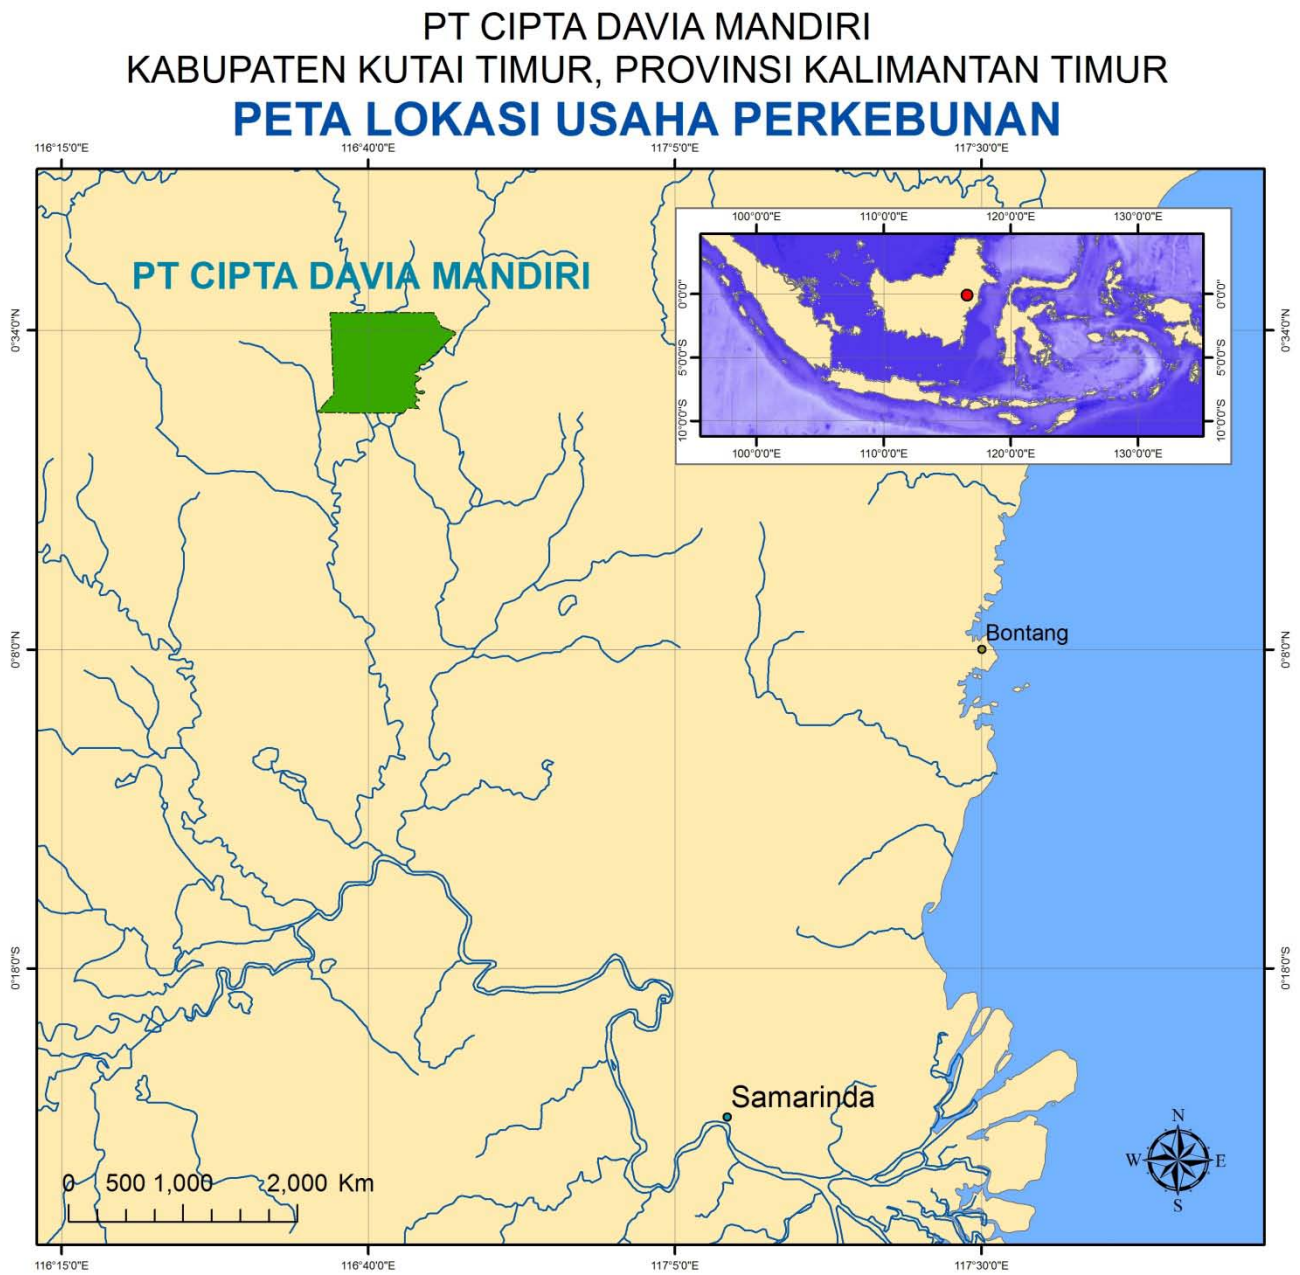 PT CIPTA DAVIA MANDIRI
KABUPATEN KUTAI TIMUR, PROVINSI KALIMANTAN TIMUR
PETA LOKASI USAHA PERKEBUNAN
116°15'0"E 116°40'0"E 117°5'0"E 117°30'0"E
100°0'0"E 110°0'0"E 120°0'0"E 130°0'0"E
PT CIPTA DAVIA MANDIRI
0°0'0" 0°0'0"
0°34'0"N 0°34'0"N
5°0'0"S 5°0'0"S
10°0'0"S 10°0'0"S
100°0'0"E 110°0'0"E 120°0'0"E 130°0'0"E
Bontang
0°8'0"N 0°8'0"N
0°18'0"S 0°18'0"S
Samarinda
N
W E
S
0 500 1,000 2,000 Km
116°15'0"E 116°40'0"E 117°5'0"E 117°30'0"E